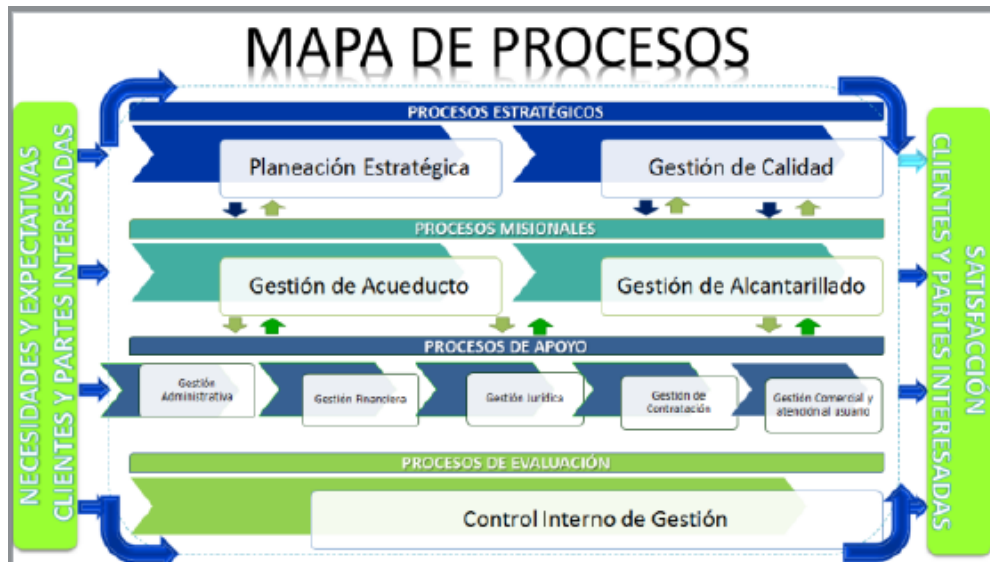 MAPA DE PROCESOS
NECESIDADES Y EXPECTATIVAS
CLIENTES Y PARTES INTERESADAS
PROCESOS ESTRATÉGICOS
Planeación Estratégica
Gestión de Calidad
PROCESOS MISIONALES
Gestión de Acueducto
Gestión de Alcantarillado
PROCESOS DE APOYO
Gestión
Administrativa
Gestión Financiera
Gestión Jurídica
Gestión de
Contratación
Gestión Comercial y
atención al usuario
PROCESOS DE EVALUACIÓN
Control Interno de Gestión
SATISFACCIÓN
CLIENTES Y PARTES INTERESADAS